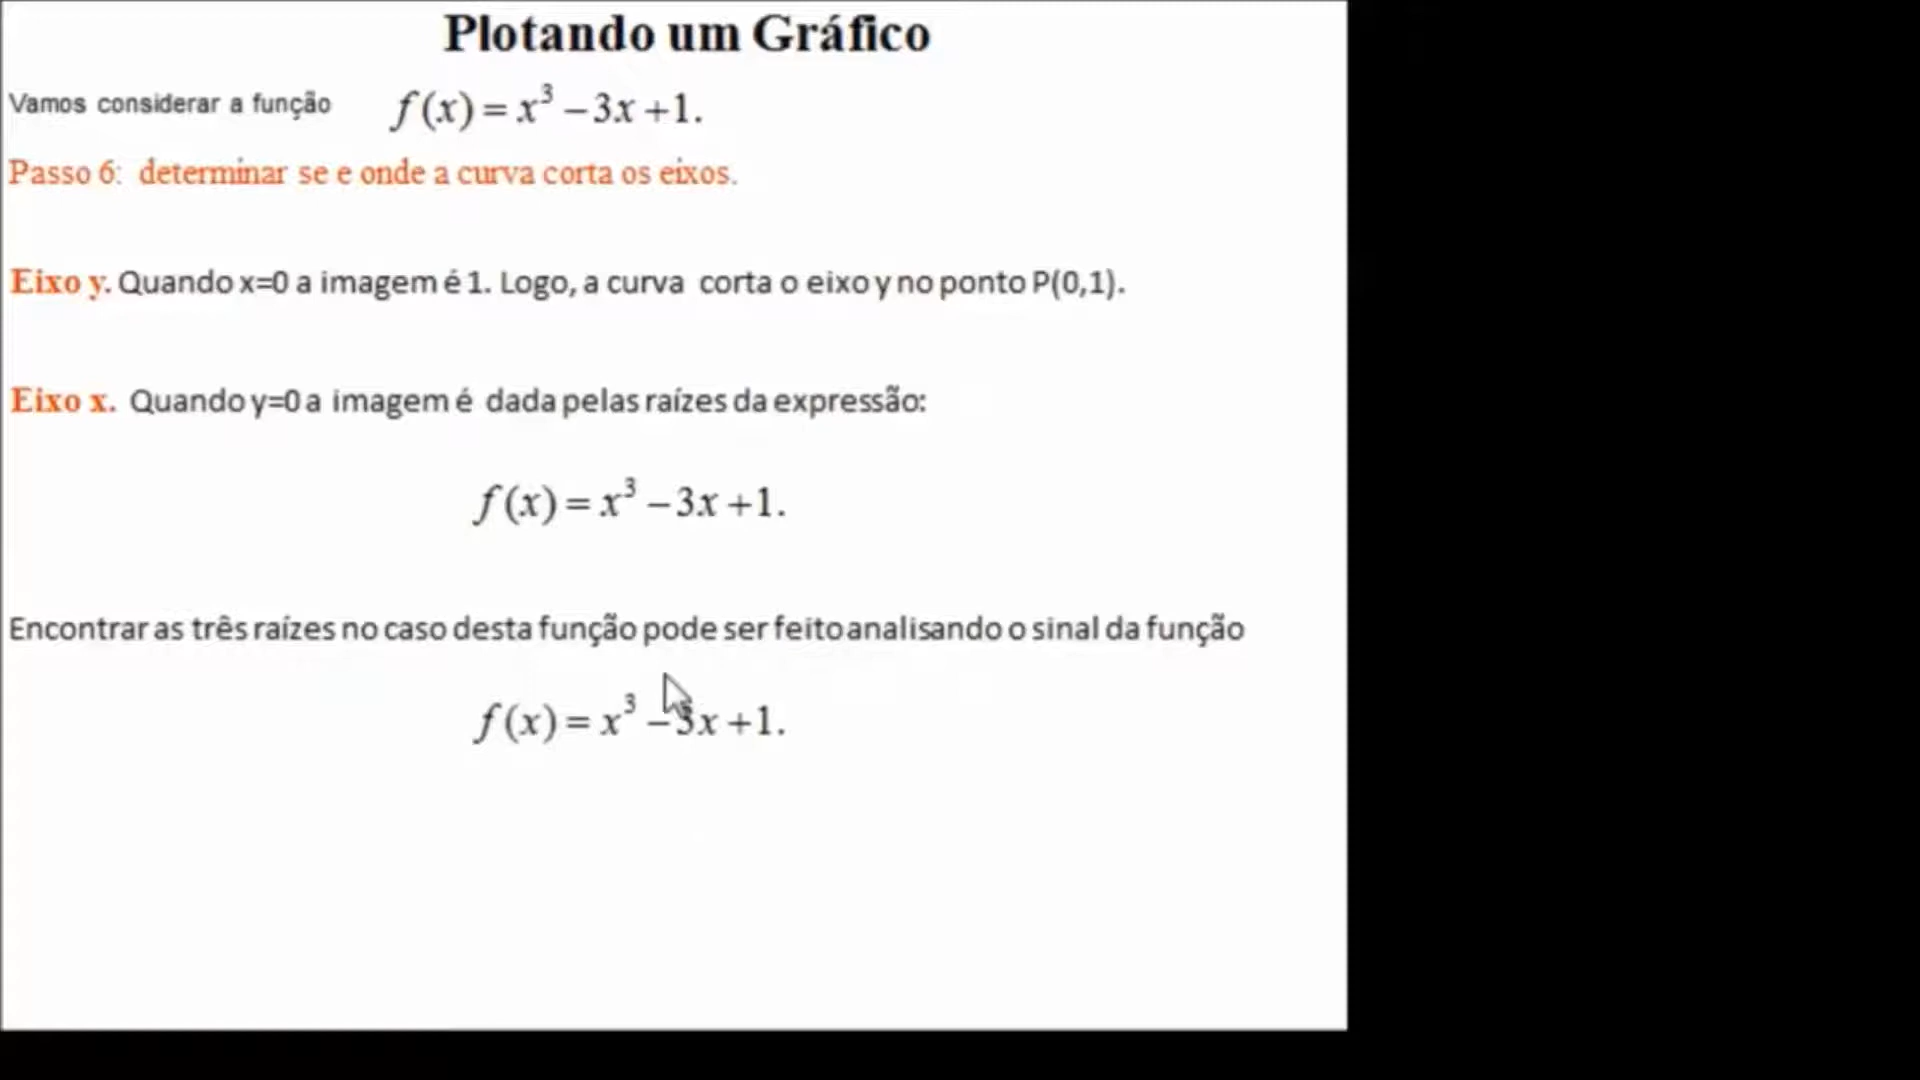 Plotando um Gráfico
Vamos considerar a função f(x) = x³ − 3x + 1.
Passo 6: determinar se e onde a curva corta os eixos.
Eixo y. Quando x=0 a imagem é 1. Logo, a curva corta o eixo y no ponto P(0,1).
Eixo x. Quando y=0 a imagem é dada pelas raízes da expressão:
f(x) = x³ − 3x + 1.
Encontrar as três raízes no caso desta função pode ser feito analisando o sinal da função
f(x) = x³ − 3x + 1.